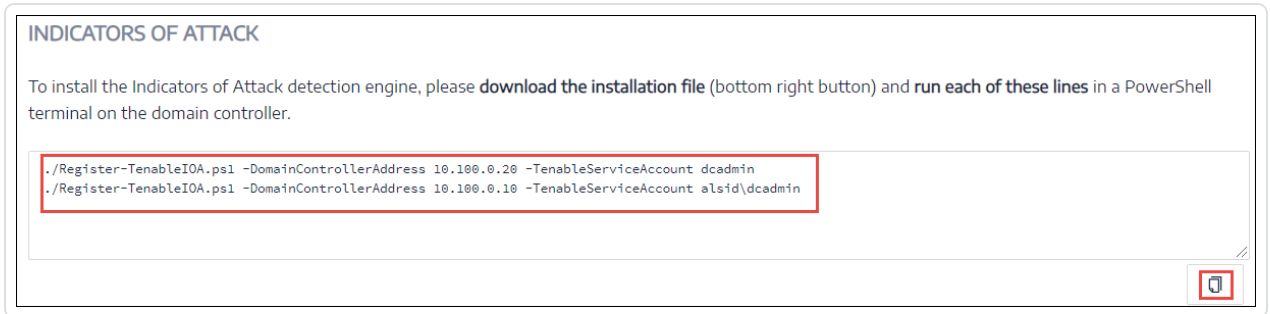 INDICATORS OF ATTACK
To install the Indicators of Attack detection engine, please download the installation file (bottom right button) and run each of these lines in a PowerShell
terminal on the domain controller.
./Register-TenableIOA.ps1 -DomainControllerAddress 10.100.0.20 -TenableServiceAccount dcadmin
./Register-TenableIOA.ps1 -DomainControllerAddress 10.100.0.10 -TenableServiceAccount alsid\dcadmin